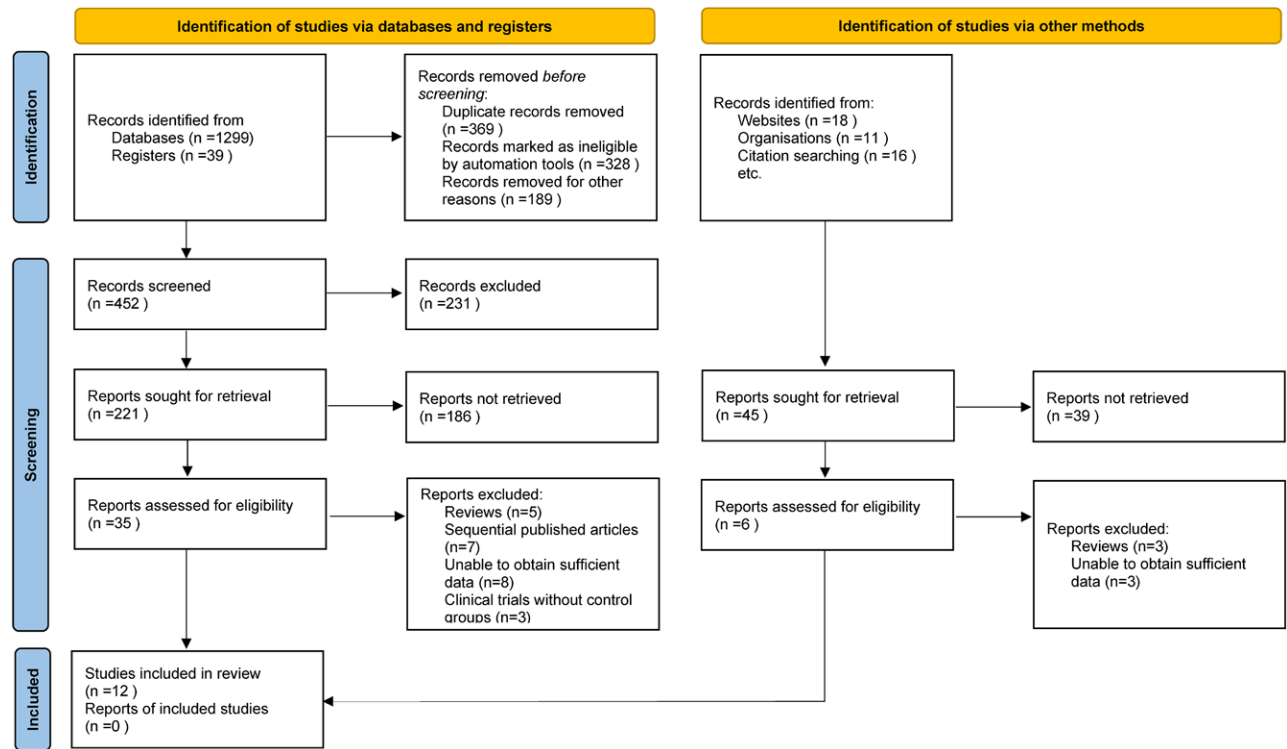 Identification of studies via databases and registers
Identification of studies via other methods
Identification
Records identified from
Databases (n =1299)
Registers (n =39 )
Records removed before
screening:
Duplicate records removed
(n =369 )
Records marked as ineligible
by automation tools (n =328 )
Records removed for other
reasons (n =189 )
Records identified from:
Websites (n =18 )
Organisations (n =11 )
Citation searching (n =16 )
etc.
Screening
Records screened
(n =452 )
Records excluded
(n =231 )
Reports sought for retrieval
(n =221 )
Reports not retrieved
(n =186 )
Reports sought for retrieval
(n =45 )
Reports not retrieved
(n =39 )
Reports assessed for eligibility
(n =35 )
Reports excluded:
Reviews (n=5)
Sequential published articles
(n=7)
Unable to obtain sufficient
data (n=8)
Clinical trials without control
groups (n=3)
Reports assessed for eligibility
(n =6 )
Reports excluded:
Reviews (n=3)
Unable to obtain sufficient
data (n=3)
Included
Studies included in review
(n =12 )
Reports of included studies
(n =0 )